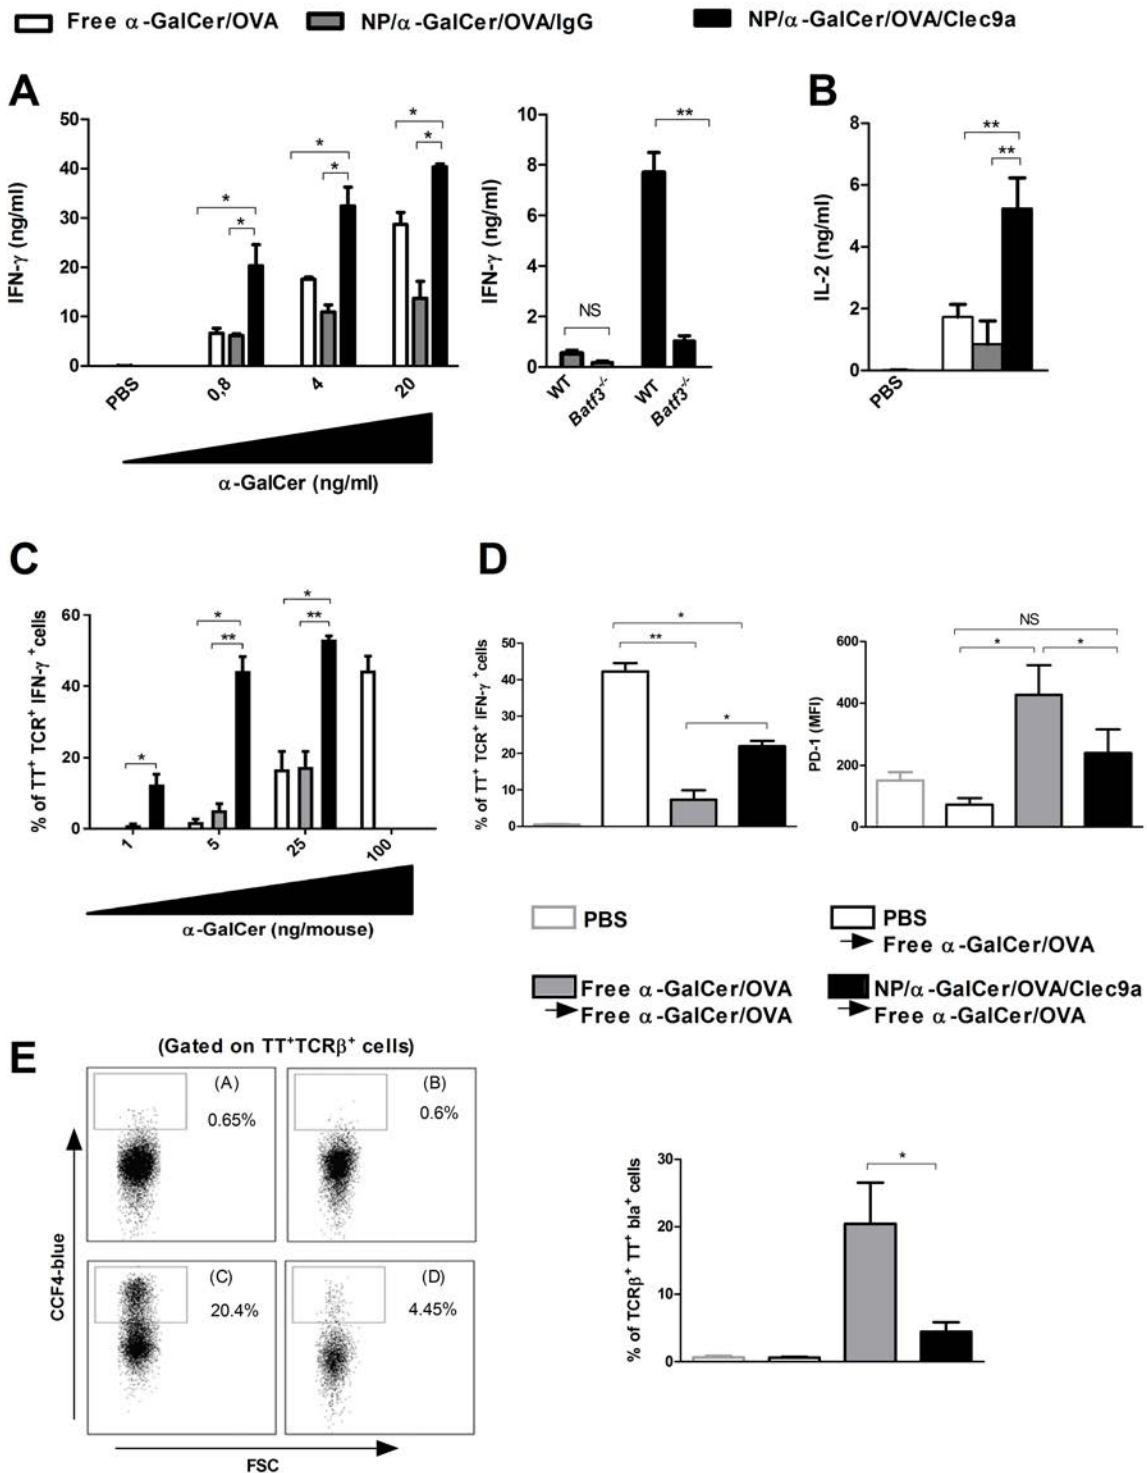 Free α-GalCer/OVA NP/α-GalCer/OVA/IgG NP/α-GalCer/OVA/Clec9a
A
IFN-γ (ng/ml)
50
40
30
20
10
0
* * * * * *
PBS 0,8 4 20
α-GalCer (ng/ml)
IFN-γ (ng/ml)
10
8
6
4
2
0
NS **
WT Batf3-/- WT Batf3-/-
B
IL-2 (ng/ml)
8
6
4
2
0
**
**
PBS
C
% of TT+ TCR+ IFN-γ +cells
60
40
20
0
* * ** * **
1 5 25 100
α-GalCer (ng/mouse)
D
% of TT+ TCR+ IFN-γ +cells
50
40
30
20
10
0
*
**
*
PD-1 (MFI)
600
400
200
0
NS
* *
PBS
PBS
Free α-GalCer/OVA
Free α-GalCer/OVA
Free α-GalCer/OVA
NP/α-GalCer/OVA/Clec9a
Free α-GalCer/OVA
E
(Gated on TT+TCRβ+ cells)
(A)
0.65%
(B)
0.6%
(C)
20.4%
(D)
4.45%
CCF4-blue
FSC
% of TCRβ+ TT+ bla+ cells
30
20
10
0
*